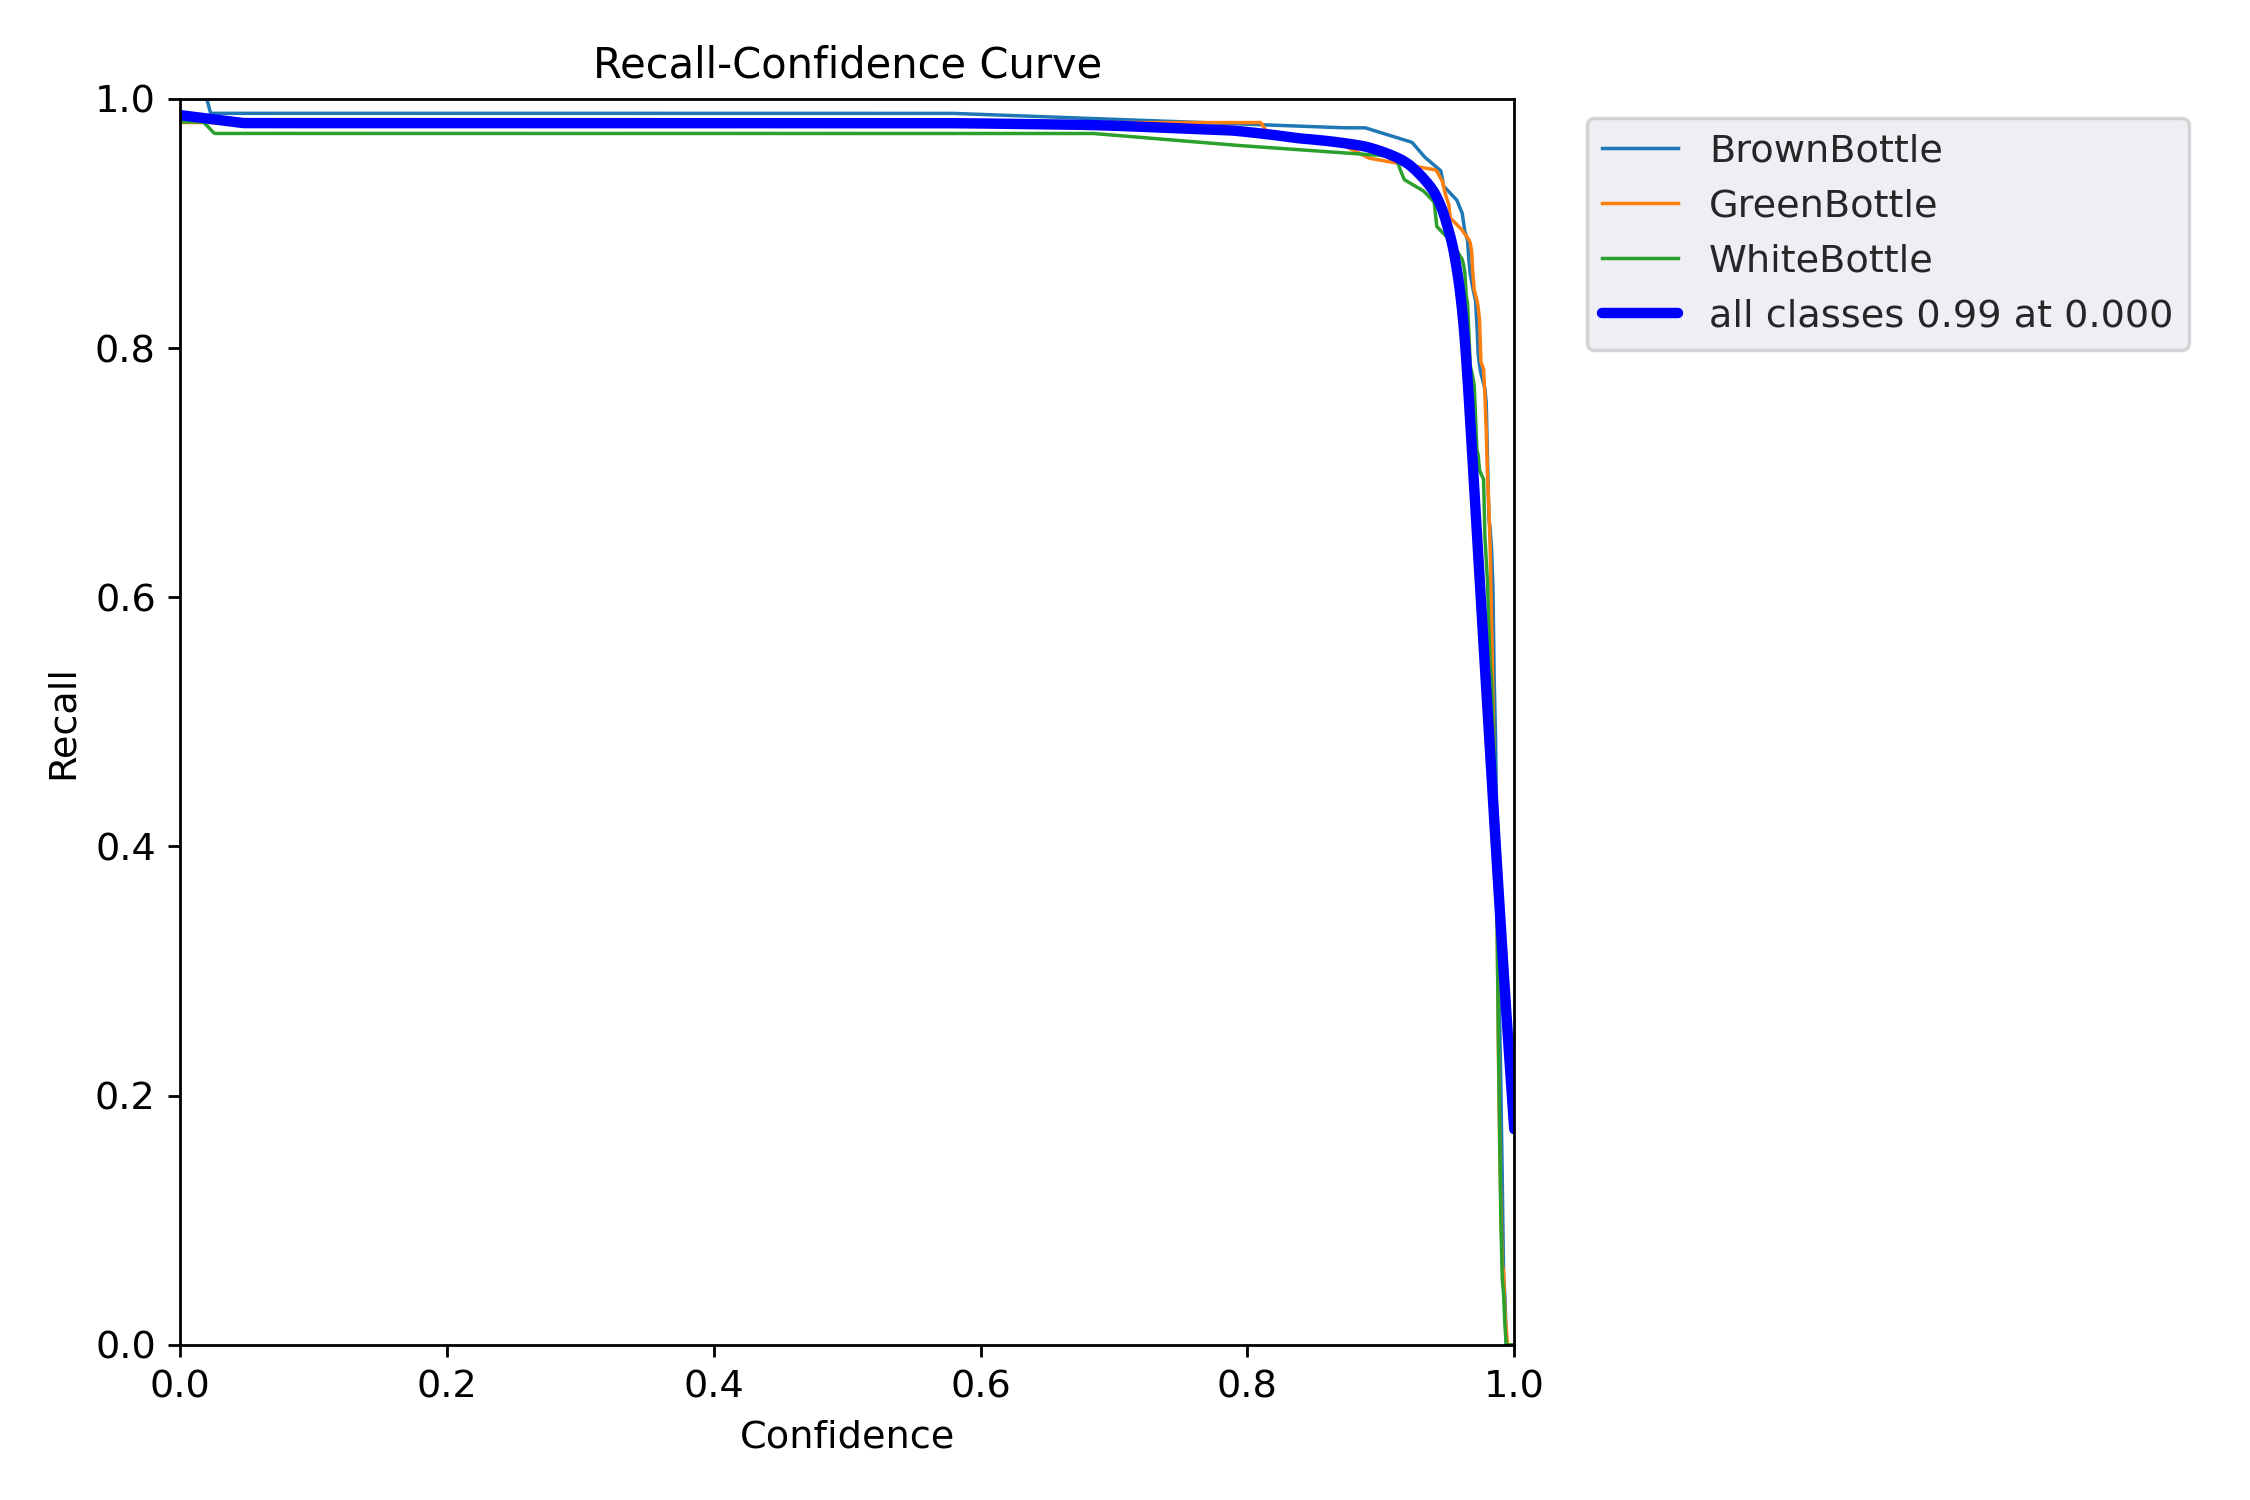 Recall-Confidence Curve
1.0
0.8
0.6
0.4
0.2
0.0
Recall
0.0 0.2 0.4 0.6 0.8 1.0
Confidence
BrownBottle
GreenBottle
WhiteBottle
all classes 0.99 at 0.000